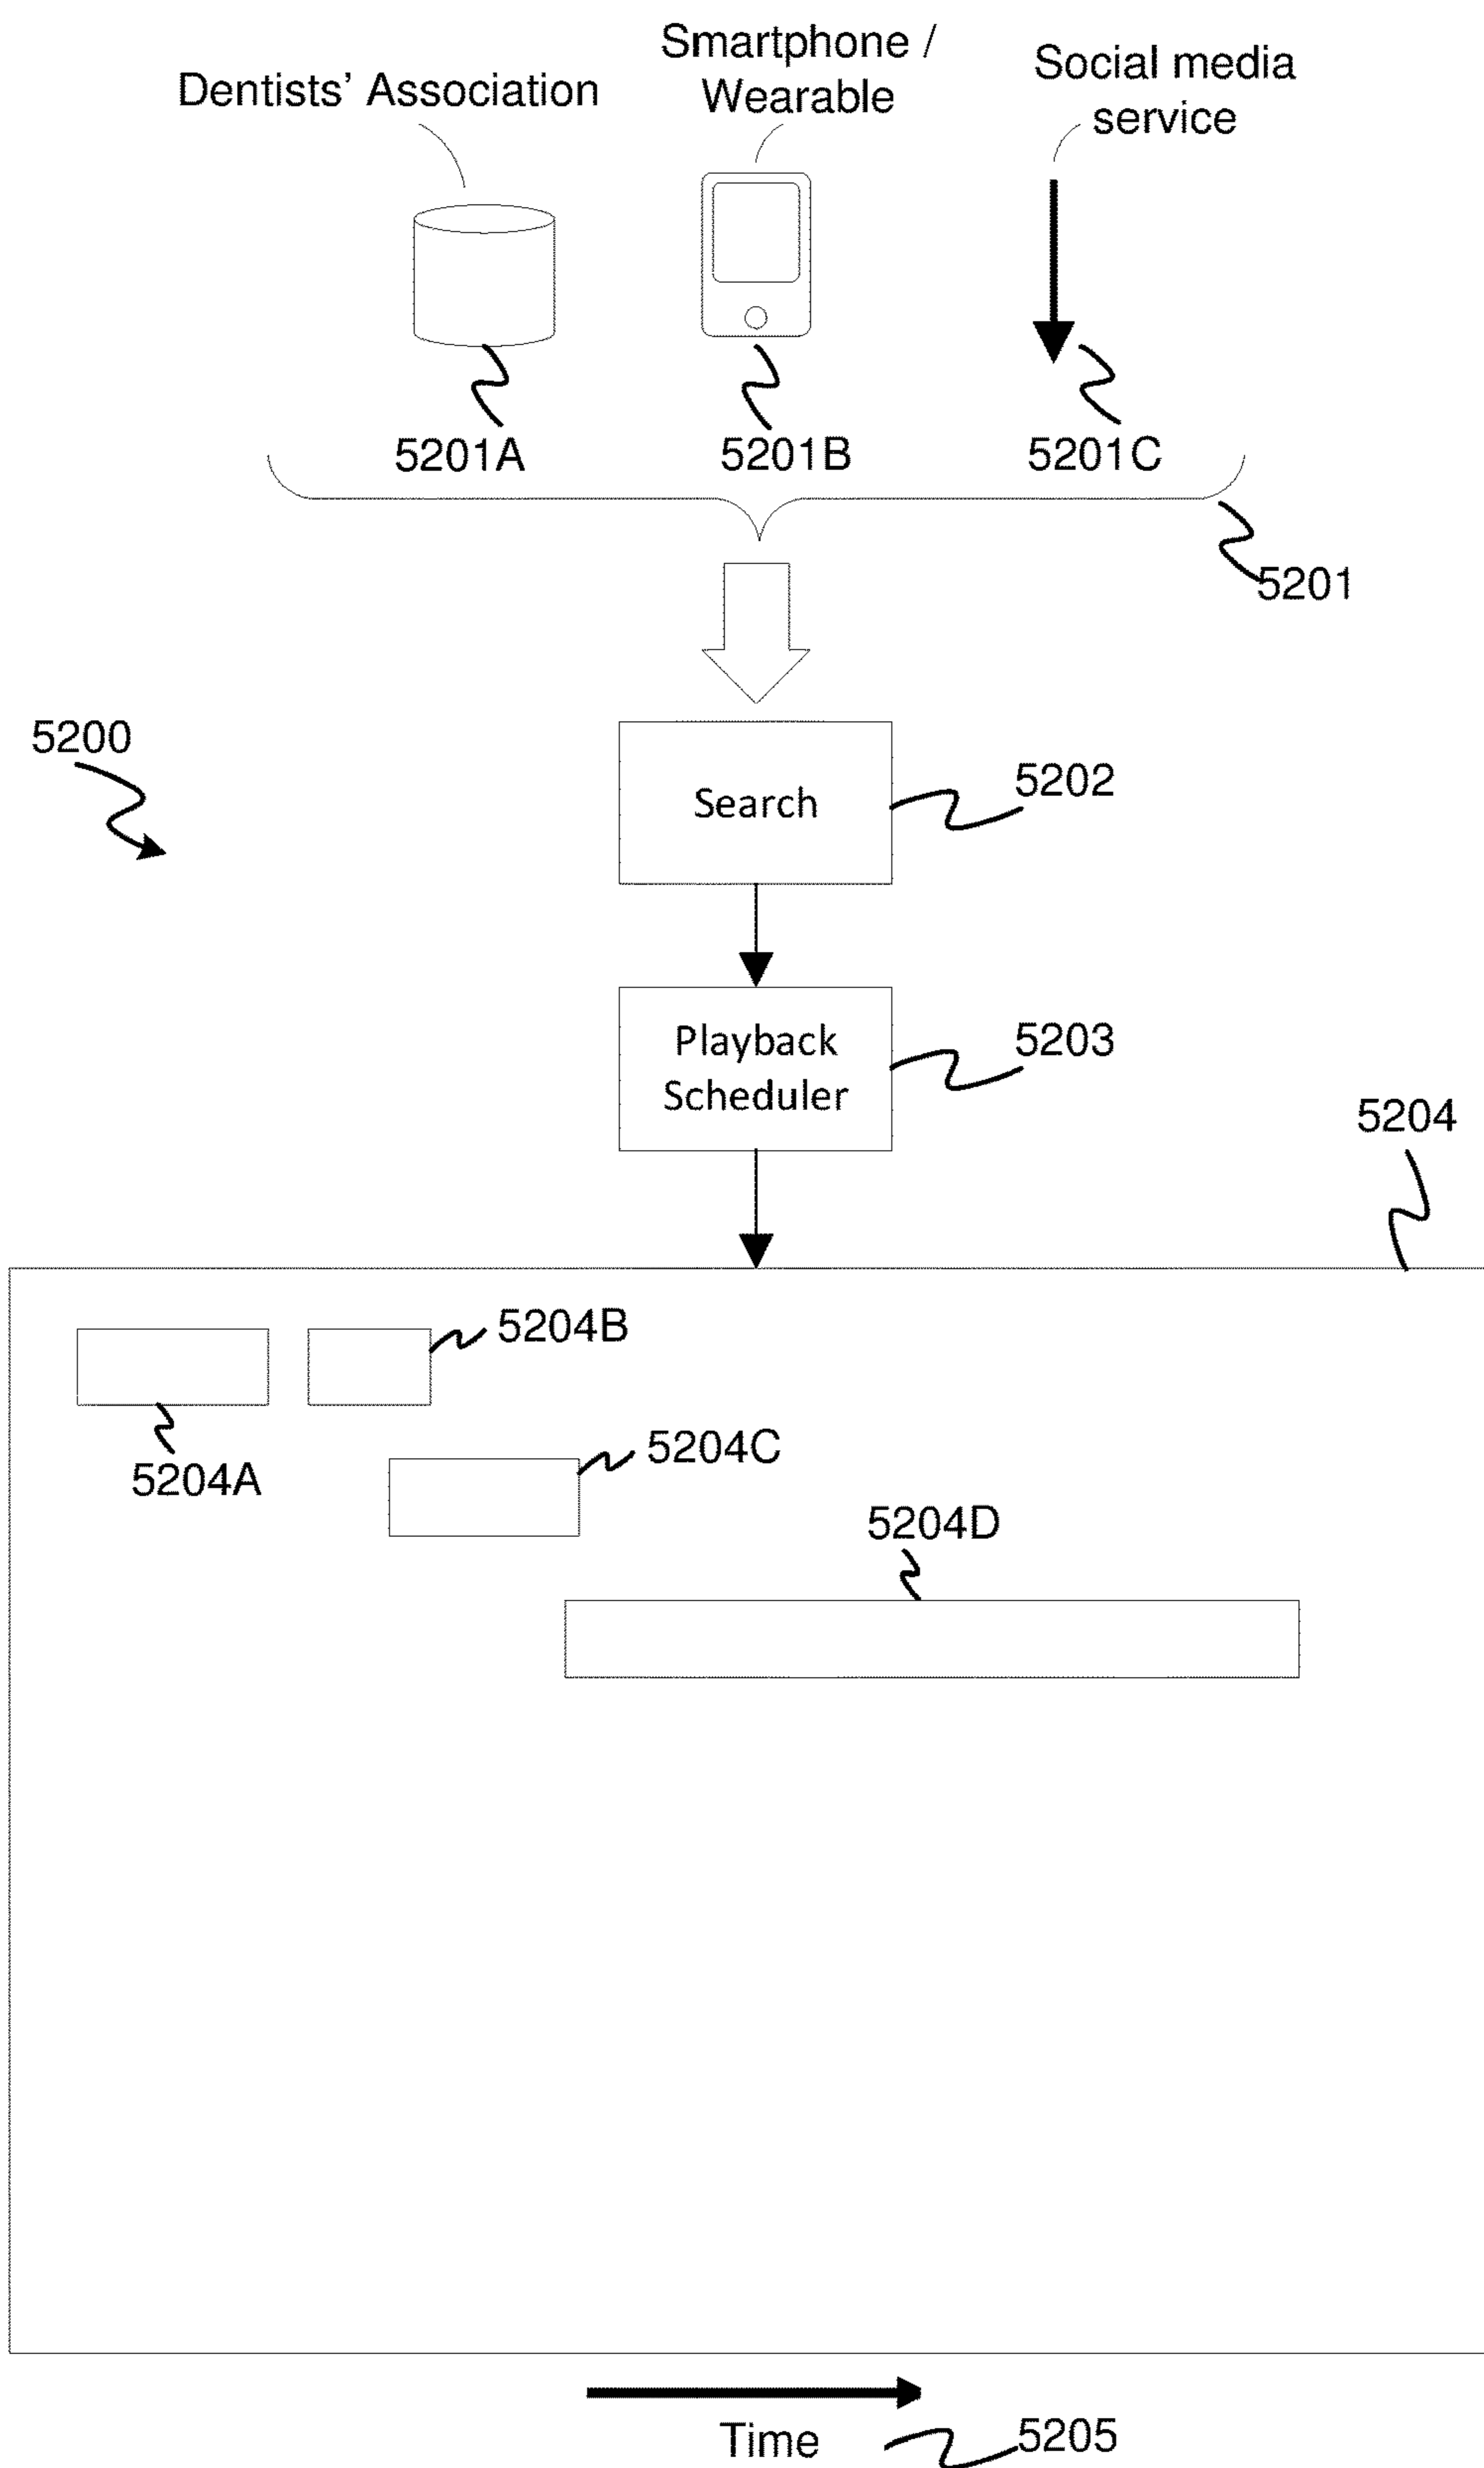 Dentists' Association
Smartphone /
Wearable
Social media
service
5201A
5201B
5201C
5201
5200
Search
5202
Playback
Scheduler
5203
5204
5204A
5204B
5204C
5204D
Time
5205